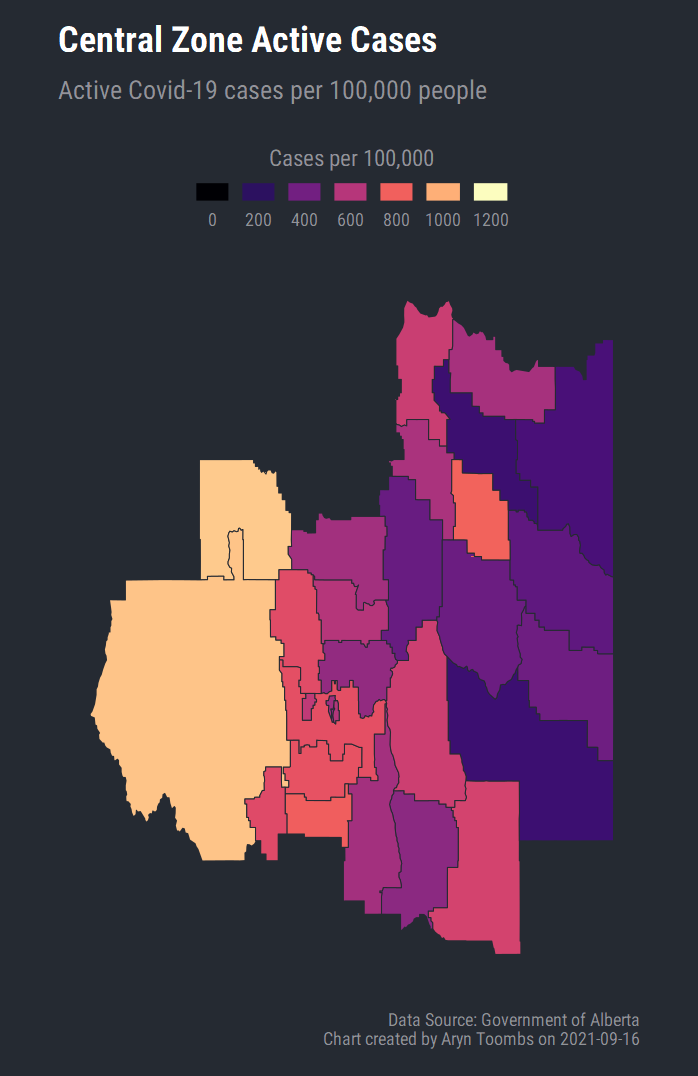 Central Zone Active Cases
Active Covid-19 cases per 100,000 people
Cases per 100,000
0 200 400 600 800 1000 1200
Data Source: Government of Alberta
Chart created by Aryn Toombs on 2021-09-16